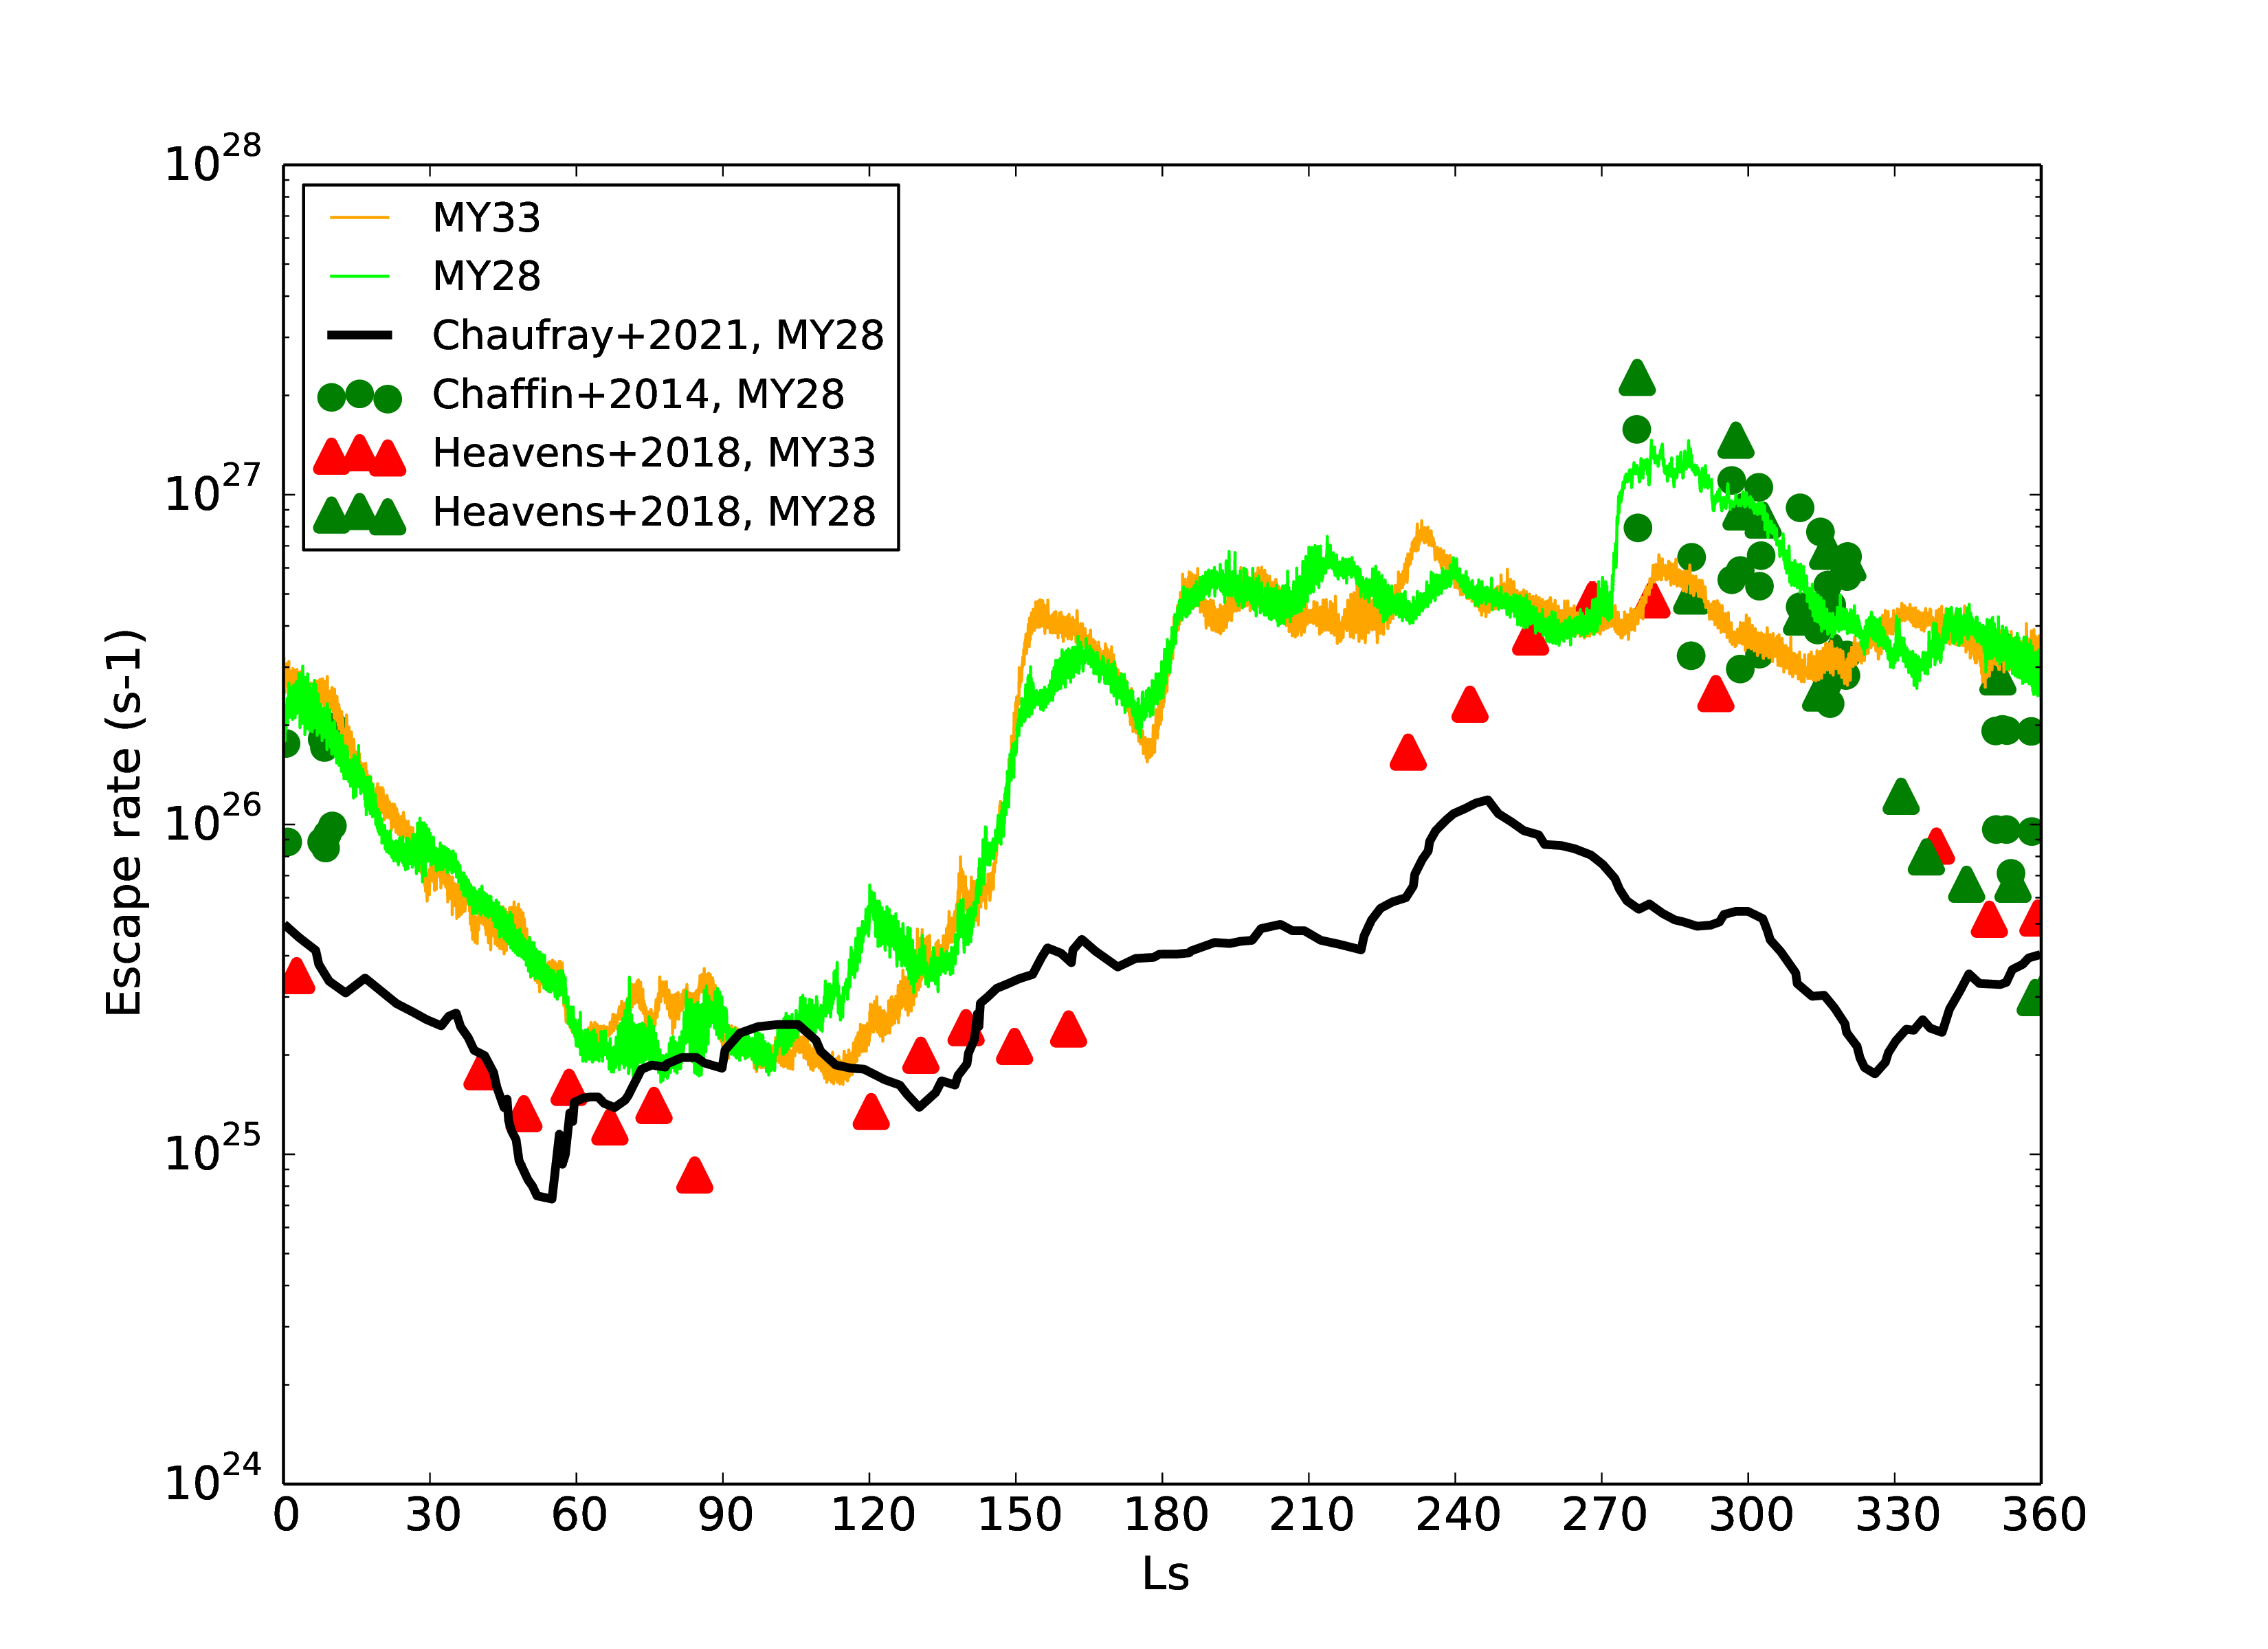 10^28
10^27
10^26
10^25
10^24
Escape rate (s-1)
MY33
MY28
Chaufray+2021, MY28
Chaffin+2014, MY28
Heavens+2018, MY33
Heavens+2018, MY28
0 30 60 90 120 150 180 210 240 270 300 330 360
Ls